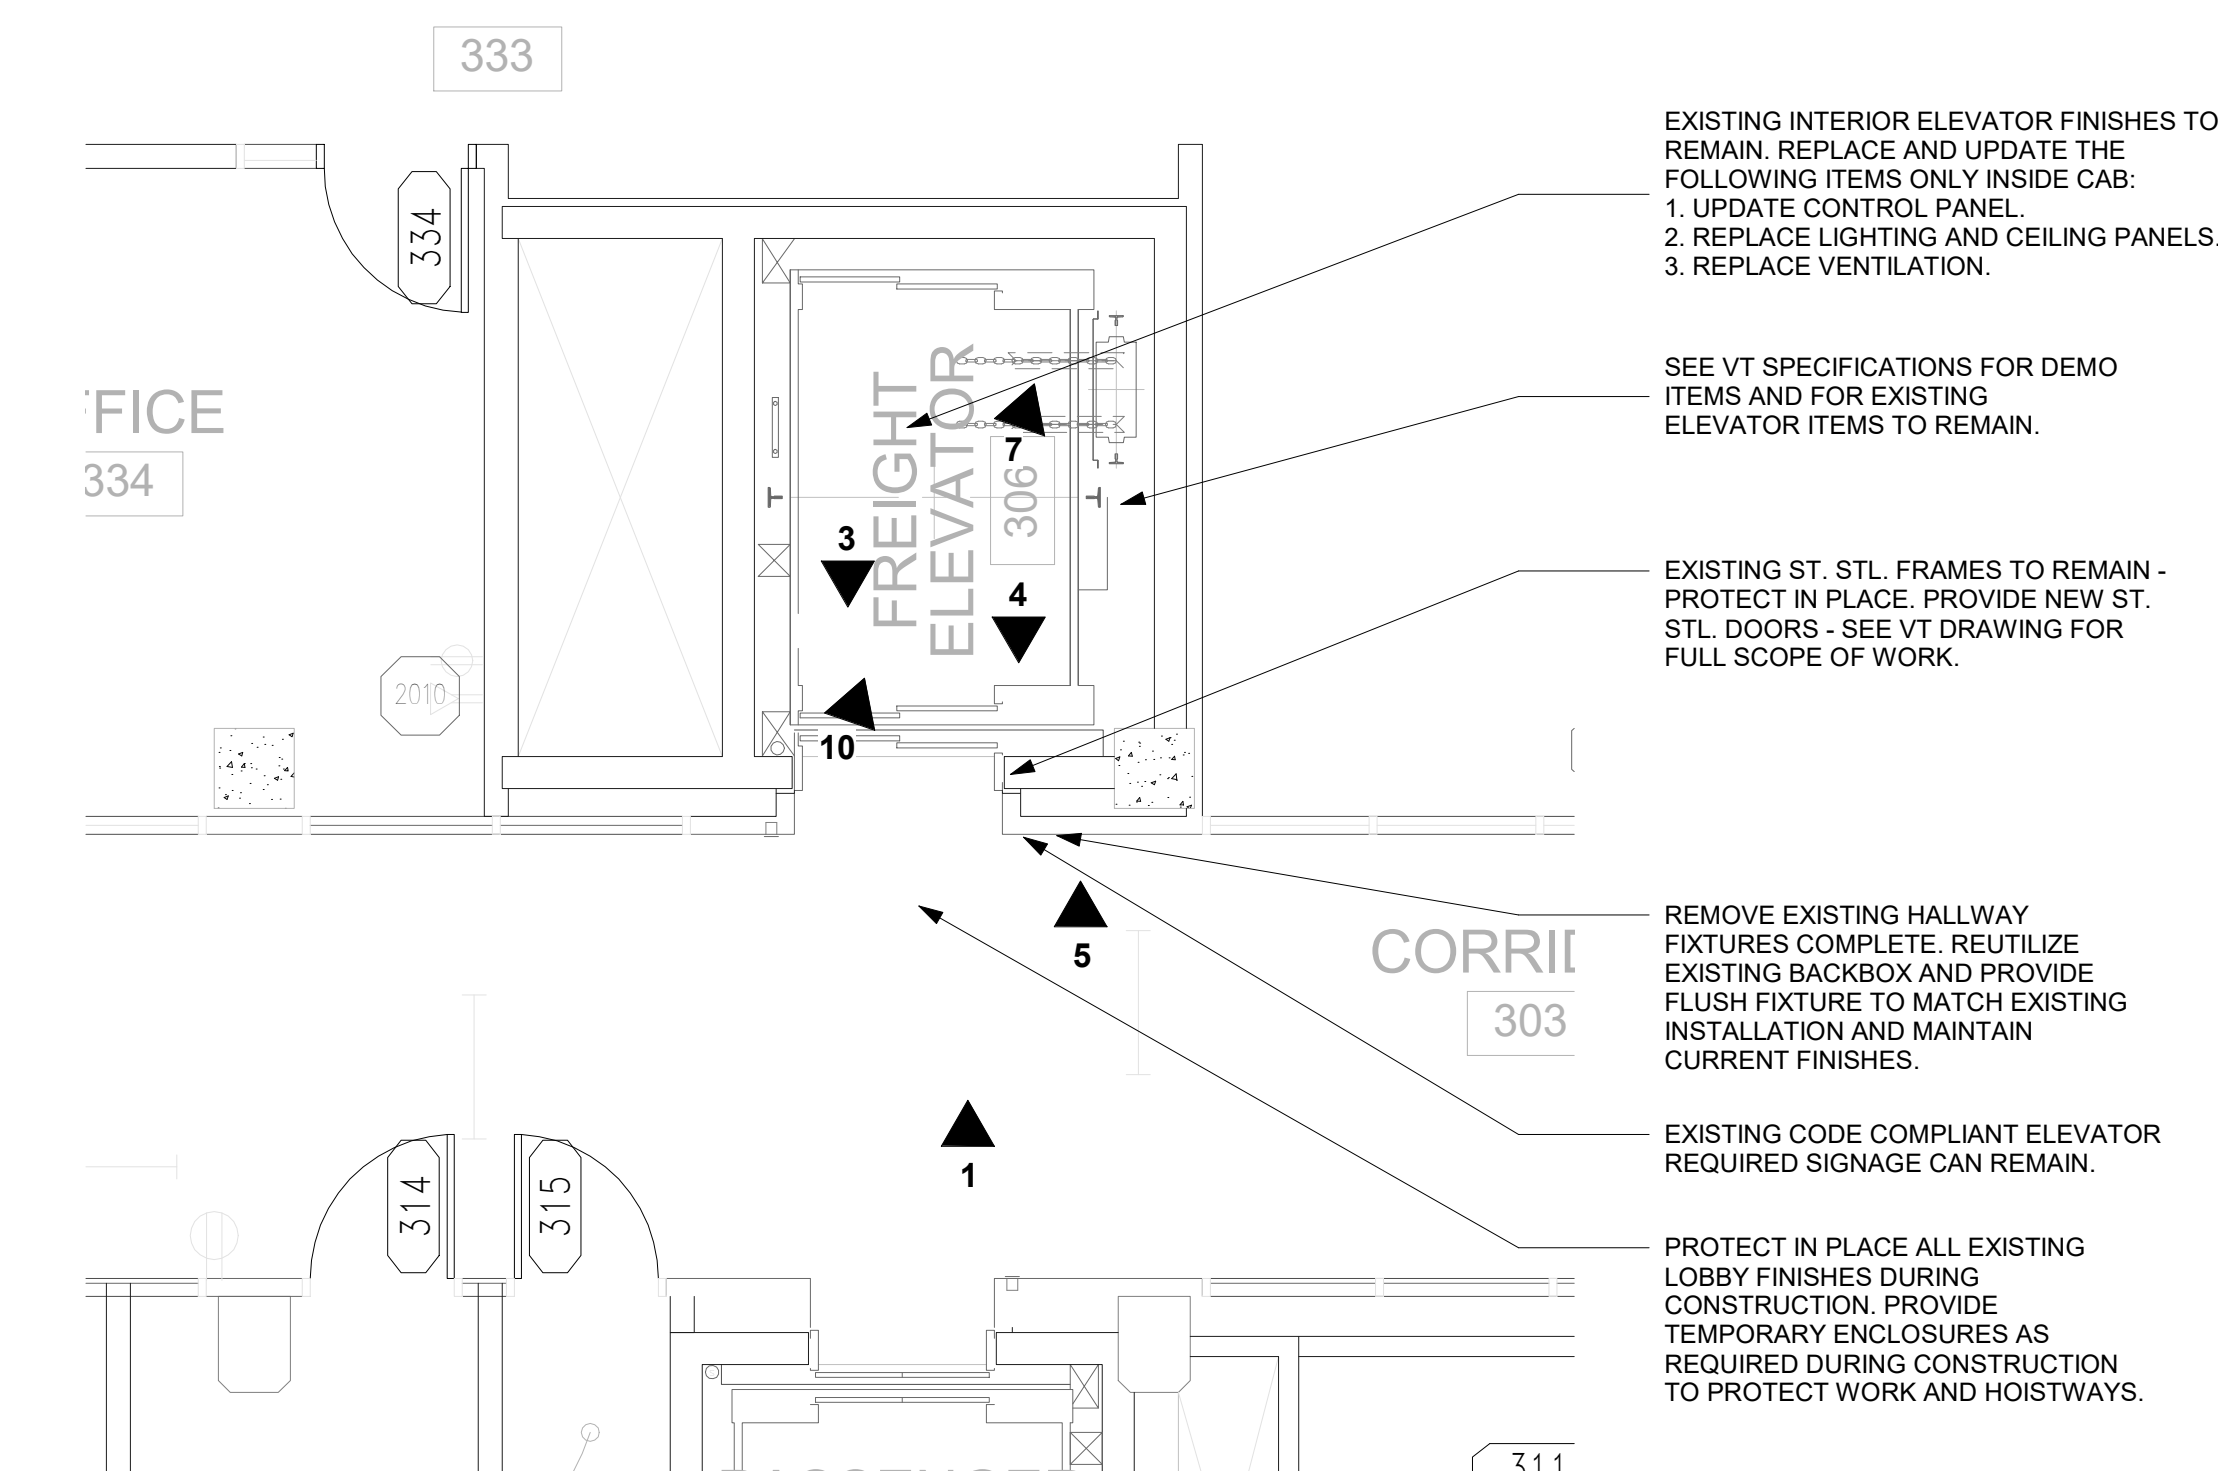 333
EXISTING INTERIOR ELEVATOR FINISHES TO
REMAIN. REPLACE AND UPDATE THE
FOLLOWING ITEMS ONLY INSIDE CAB:
1. UPDATE CONTROL PANEL.
2. REPLACE LIGHTING AND CEILING PANELS.
3. REPLACE VENTILATION.
334
SEE VT SPECIFICATIONS FOR DEMO
ITEMS AND FOR EXISTING
ELEVATOR ITEMS TO REMAIN.
FFICE
334
FREIGHT
ELEVATOR
306
7
3
4
10
EXISTING ST. STL. FRAMES TO REMAIN -
PROTECT IN PLACE. PROVIDE NEW ST.
STL. DOORS - SEE VT DRAWING FOR
FULL SCOPE OF WORK.
2010
REMOVE EXISTING HALLWAY
FIXTURES COMPLETE. REUTILIZE
EXISTING BACKBOX AND PROVIDE
FLUSH FIXTURE TO MATCH EXISTING
INSTALLATION AND MAINTAIN
CURRENT FINISHES.
5
CORRID
303
1
EXISTING CODE COMPLIANT ELEVATOR
REQUIRED SIGNAGE CAN REMAIN.
314
315
PROTECT IN PLACE ALL EXISTING
LOBBY FINISHES DURING
CONSTRUCTION. PROVIDE
TEMPORARY ENCLOSURES AS
REQUIRED DURING CONSTRUCTION
TO PROTECT WORK AND HOISTWAYS.
311